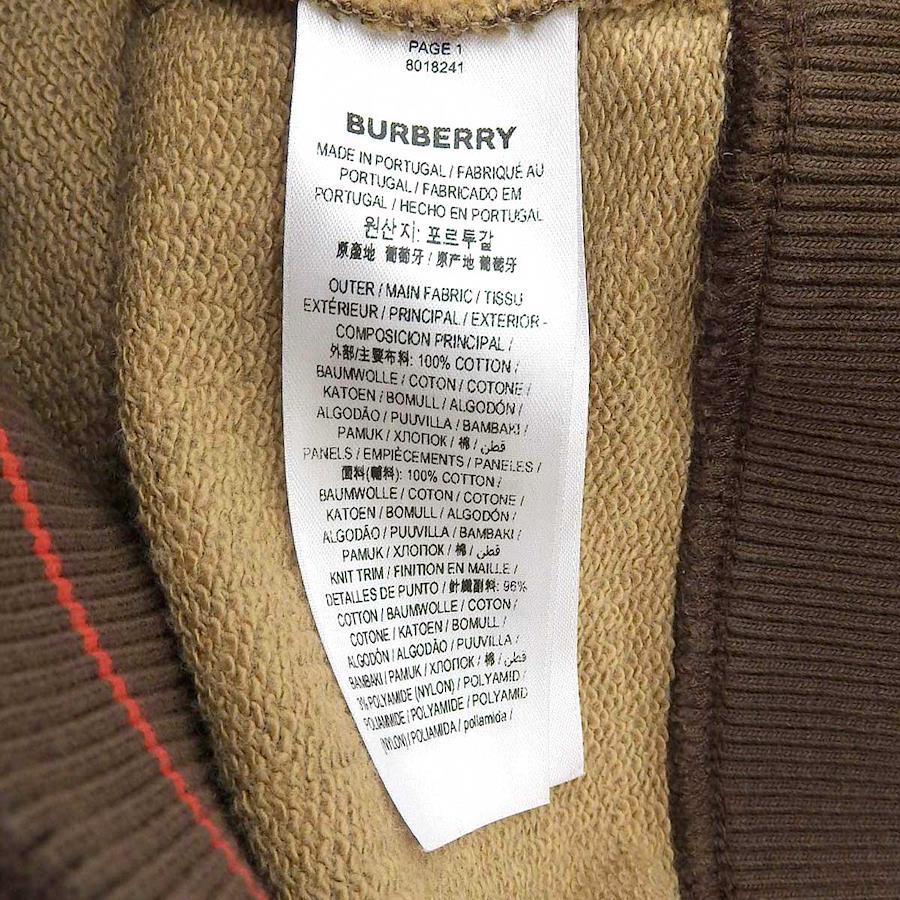 PAGE 1
8018241
BURBERRY
MADE IN PORTUGAL / FABRIQUÉ AU
PORTUGAL / FABRICADO EM
PORTUGAL / HECHO EN PORTUGAL
원산지: 포르투갈
原產地 葡萄牙 / 原产地 葡萄牙
OUTER / MAIN FABRIC / TISSU
EXTÉRIEUR / PRINCIPAL / EXTERIOR -
COMPOSICION PRINCIPAL /
外部/主要布料: 100% COTTON /
BAUMWOLLE / COTON / COTONE /
KATOEN / BOMULL / ALGODÓN /
ALGODÃO / PUUVILLA / BAMBAKI /
PAMUK / ХЛОПОК / 棉 / قطن /
PANELS / EMPIÈCEMENTS / PANELES /
面料(輔料): 100% COTTON /
BAUMWOLLE / COTON / COTONE /
KATOEN / BOMULL / ALGODÓN /
ALGODÃO / PUUVILLA / BAMBAKI /
PAMUK / ХЛОПОК / 棉 / قطن /
KNIT TRIM / FINITION EN MAILLE /
DETALLES DE PUNTO / 針織副料: 96%
COTTON / BAUMWOLLE / COTON /
COTONE / KATOEN / BOMULL /
ALGODÓN / ALGODÃO / PUUVILLA /
BAMBAKI / PAMUK / ХЛОПОК / 棉 / قطن /
3% POLYAMIDE (NYLON) / POLYAMID /
POLIAMMIDE / POLYAMIDE / POLYAMID
(NYLON) / POLIAMIDA / poliamida /